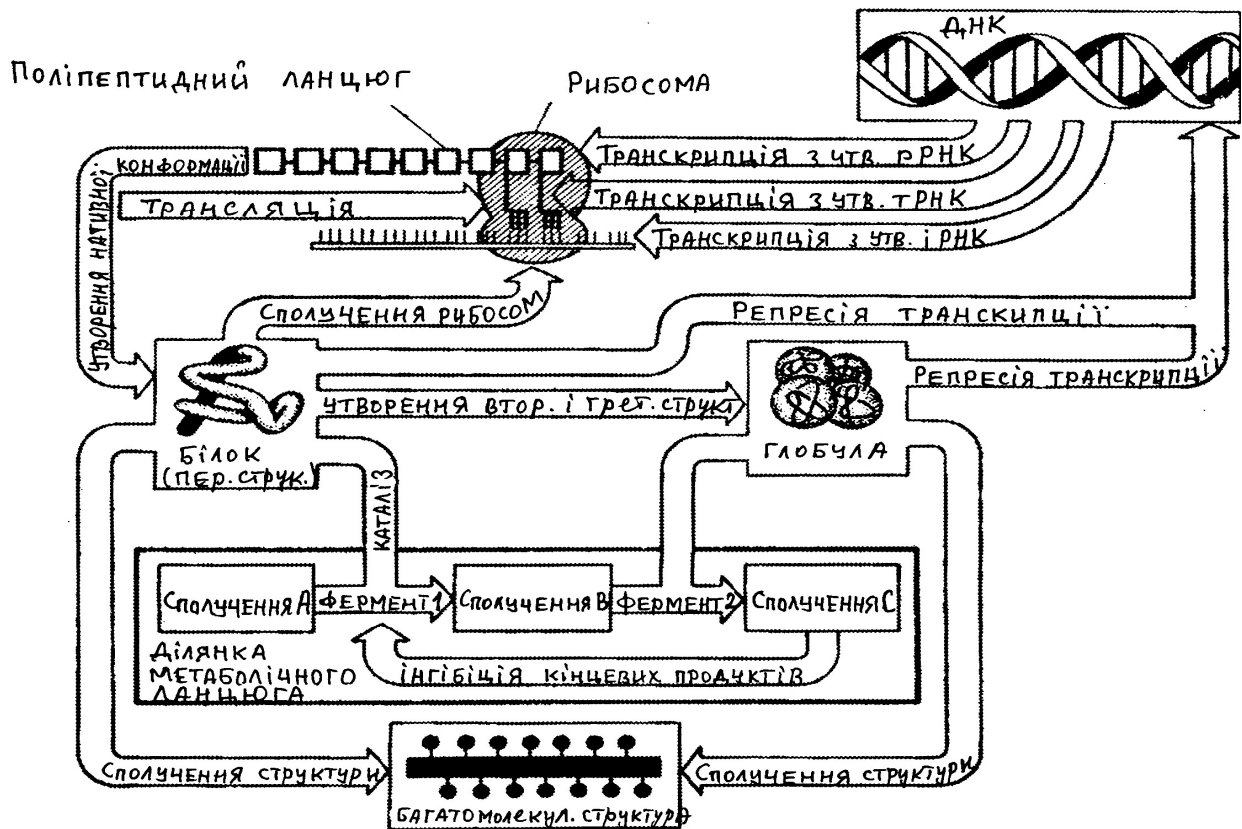 ДНК
Поліпептидний ланцюг
Рибосома
конформації
Транскрипція з утв. рРНК
Трансляція
Транскрипція з утв. тРНК
Транскрипція з утв. іРНК
Утворення нативної
Сполучення рибосом
Репресія транскипції
Репресія транскрипції
Утворення втор. і трет. струк.
Білок
(пер. струк.)
Глобула
каталіз
Сполучення А
Фермент 1
Сполучення В
Фермент 2
Сполучення С
Ділянка
метаболічного
ланцюга
інгібіція кінцевих продуктів
Сполучення структури
Сполучення структури
Багатомолекул. структура